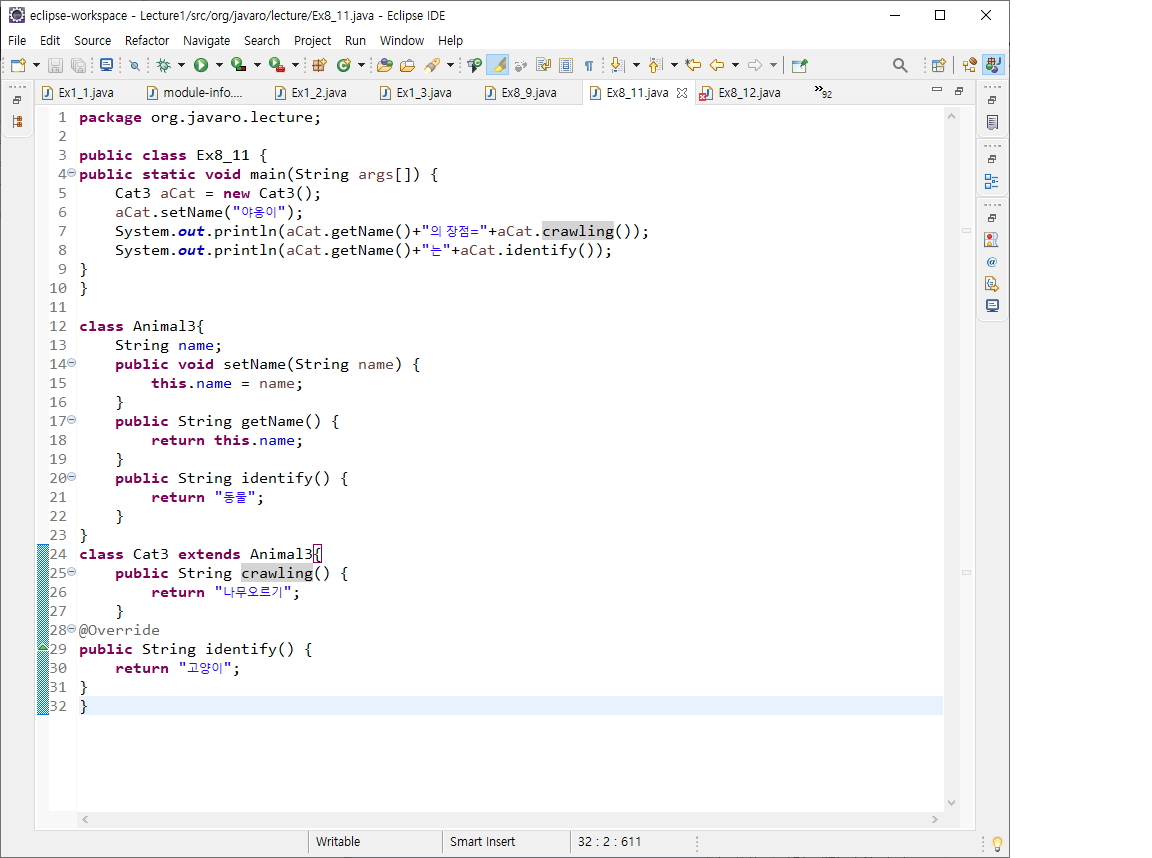 eclipse-workspace - Lecture1/src/org/javaro/lecture/Ex8_11.java - Eclipse IDE
File Edit Source Refactor Navigate Search Project Run Window Help
Ex1_1.java module-info.... Ex1_2.java Ex1_3.java Ex8_9.java Ex8_11.java Ex8_12.java »92
1 package org.javaro.lecture;
2
3 public class Ex8_11 {
4 public static void main(String args[]) {
5 Cat3 aCat = new Cat3();
6 aCat.setName("야옹이");
7 System.out.println(aCat.getName()+"의 장점="+aCat.crawling());
8 System.out.println(aCat.getName()+"는"+aCat.identify());
9 }
10 }
11
12 class Animal3{
13 String name;
14 public void setName(String name) {
15 this.name = name;
16 }
17 public String getName() {
18 return this.name;
19 }
20 public String identify() {
21 return "동물";
22 }
23 }
24 class Cat3 extends Animal3{
25 public String crawling() {
26 return "나무오르기";
27 }
28 @Override
29 public String identify() {
30 return "고양이";
31 }
32 }
Writable Smart Insert 32 : 2 : 611